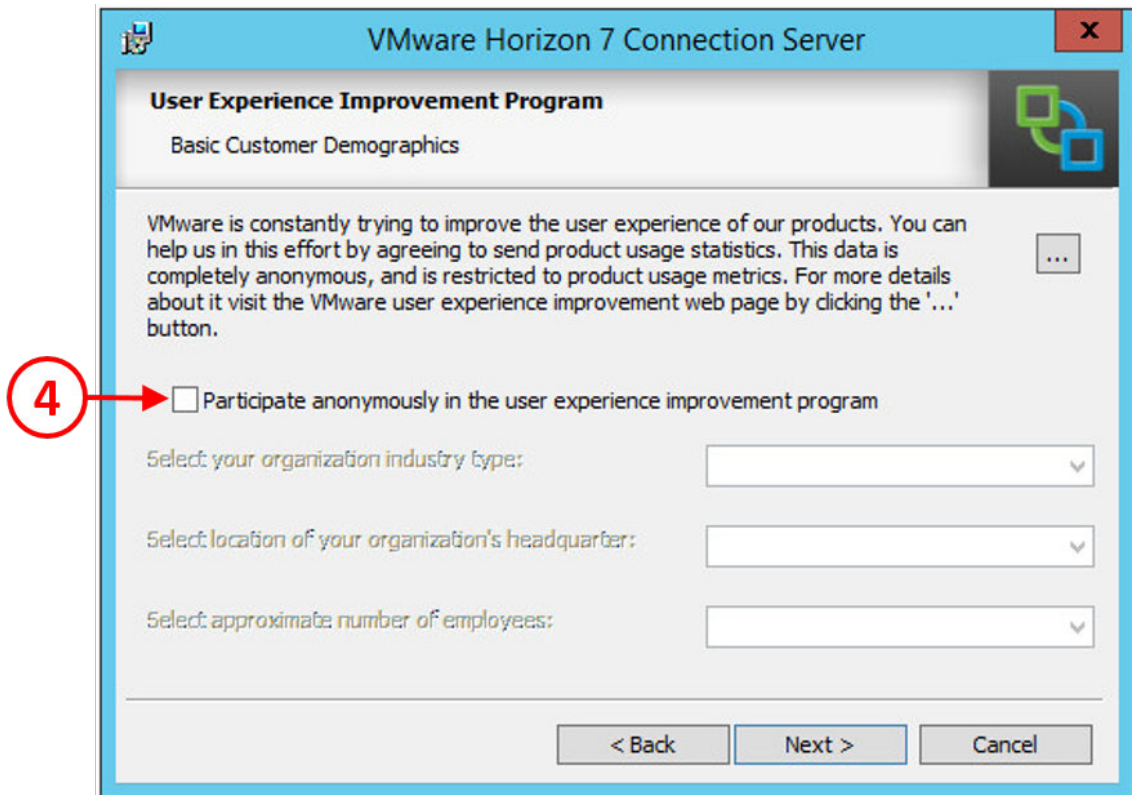 VMware Horizon 7 Connection Server
x
User Experience Improvement Program
Basic Customer Demographics
VMware is constantly trying to improve the user experience of our products. You can
help us in this effort by agreeing to send product usage statistics. This data is
completely anonymous, and is restricted to product usage metrics. For more details
about it visit the VMware user experience improvement web page by clicking the '...'
button.
...
4
Participate anonymously in the user experience improvement program
Select your organization industry type:
Select location of your organization's headquarter:
Select approximate number of employees:
< Back
Next >
Cancel